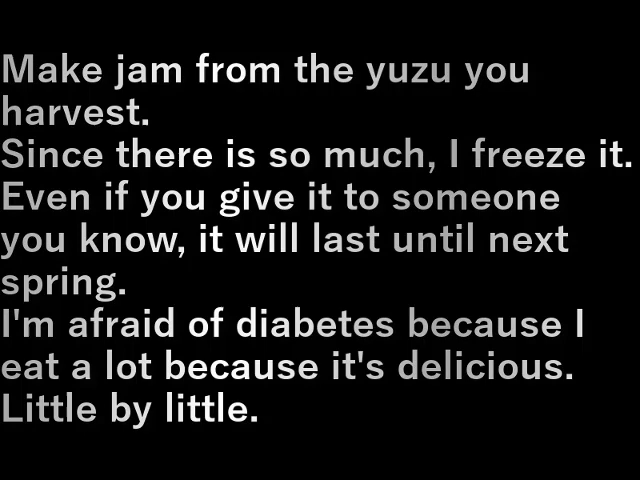 Make jam from the yuzu you
harvest.
Since there is so much, I freeze it.
Even if you give it to someone
you know, it will last until next
spring.
I'm afraid of diabetes because I
eat a lot because it's delicious.
Little by little.